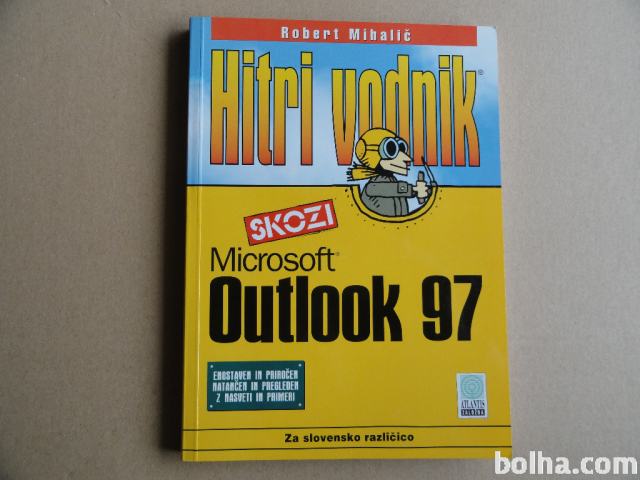 Robert Mihalič
Hitri vodnik®
SKOZI
Microsoft®
Outlook 97
ENOSTAVEN IN PRIROČEN
NATANČEN IN PREGLEDEN
Z NASVETI IN PRIMERI
ATLANTIS
ZALOŽBA
Za slovensko različico
bolha.com